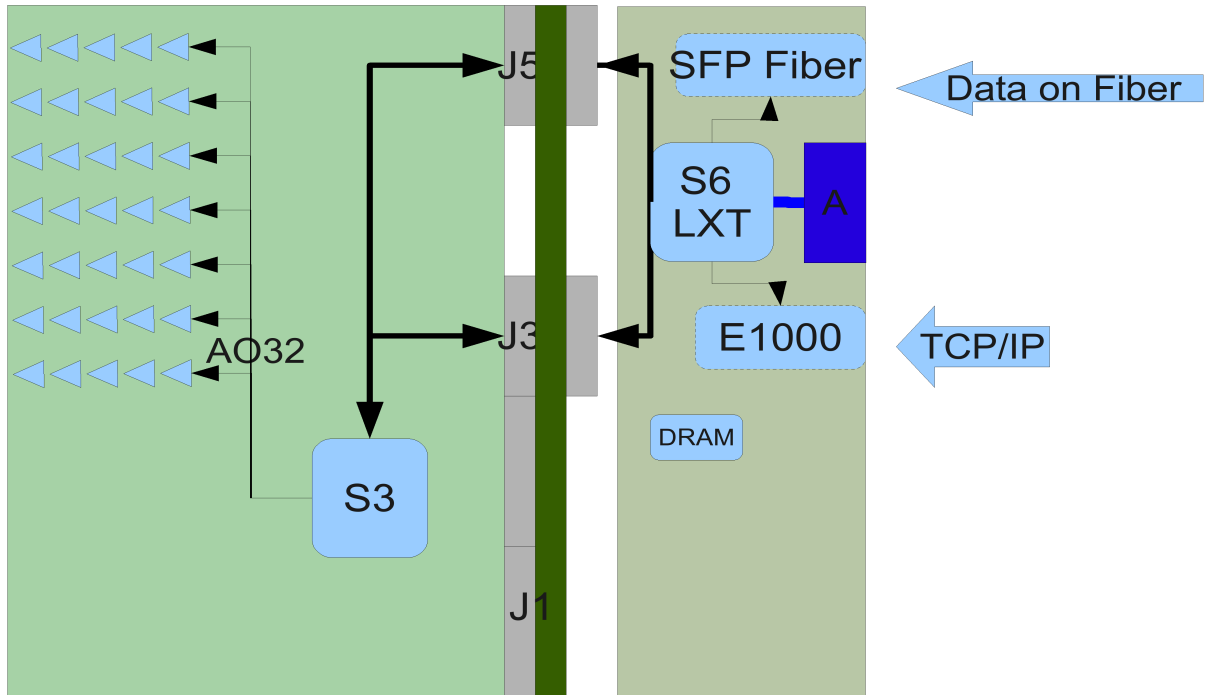 J5
SFP Fiber
Data on Fiber
S6
LXT
A
AO32
J3
E1000
TCP/IP
DRAM
S3
J1